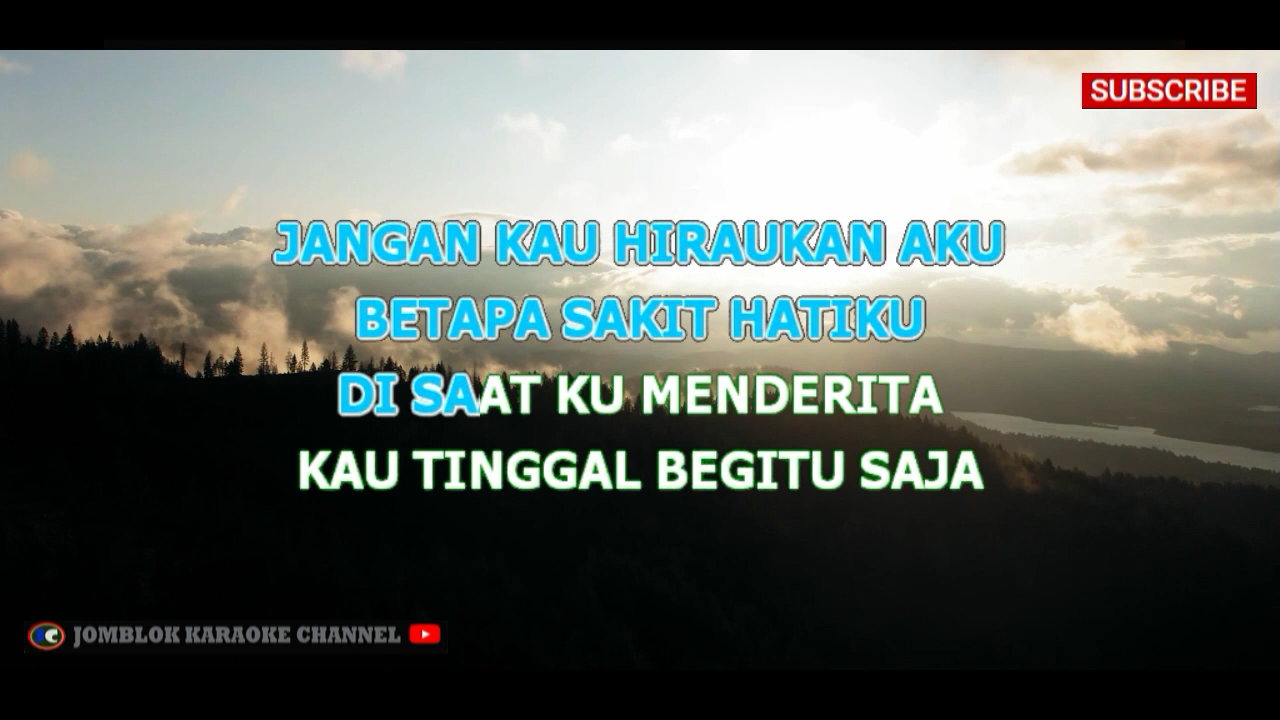 SUBSCRIBE
JANGAN KAU HIRAUKAN AKU
BETAPA SAKIT HATIKU
DI SAAT KU MENDERITA
KAU TINGGAL BEGITU SAJA
JOMBLOK KARAOKE CHANNEL